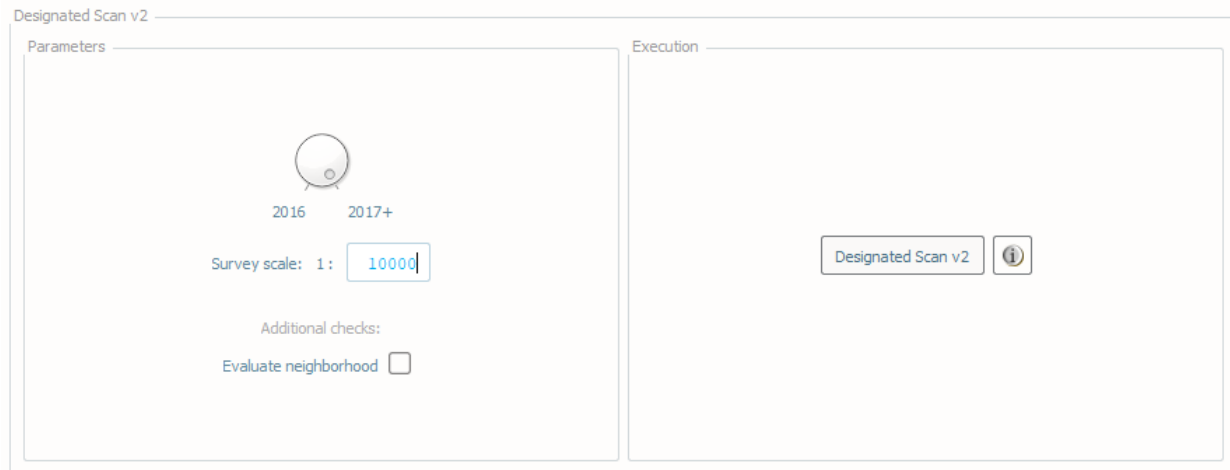 Designated Scan v2
Parameters
Execution
2016 2017+
Survey scale: 1: 10000
Designated Scan v2
Additional checks:
Evaluate neighborhood